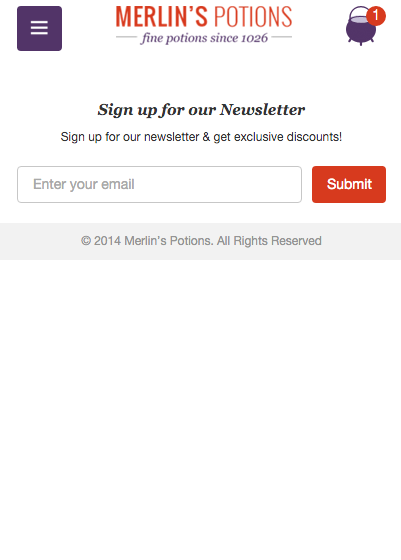 MERLIN'S POTIONS
fine potions since 1026
1
Sign up for our Newsletter
Sign up for our newsletter & get exclusive discounts!
Enter your email
Submit
© 2014 Merlin's Potions. All Rights Reserved